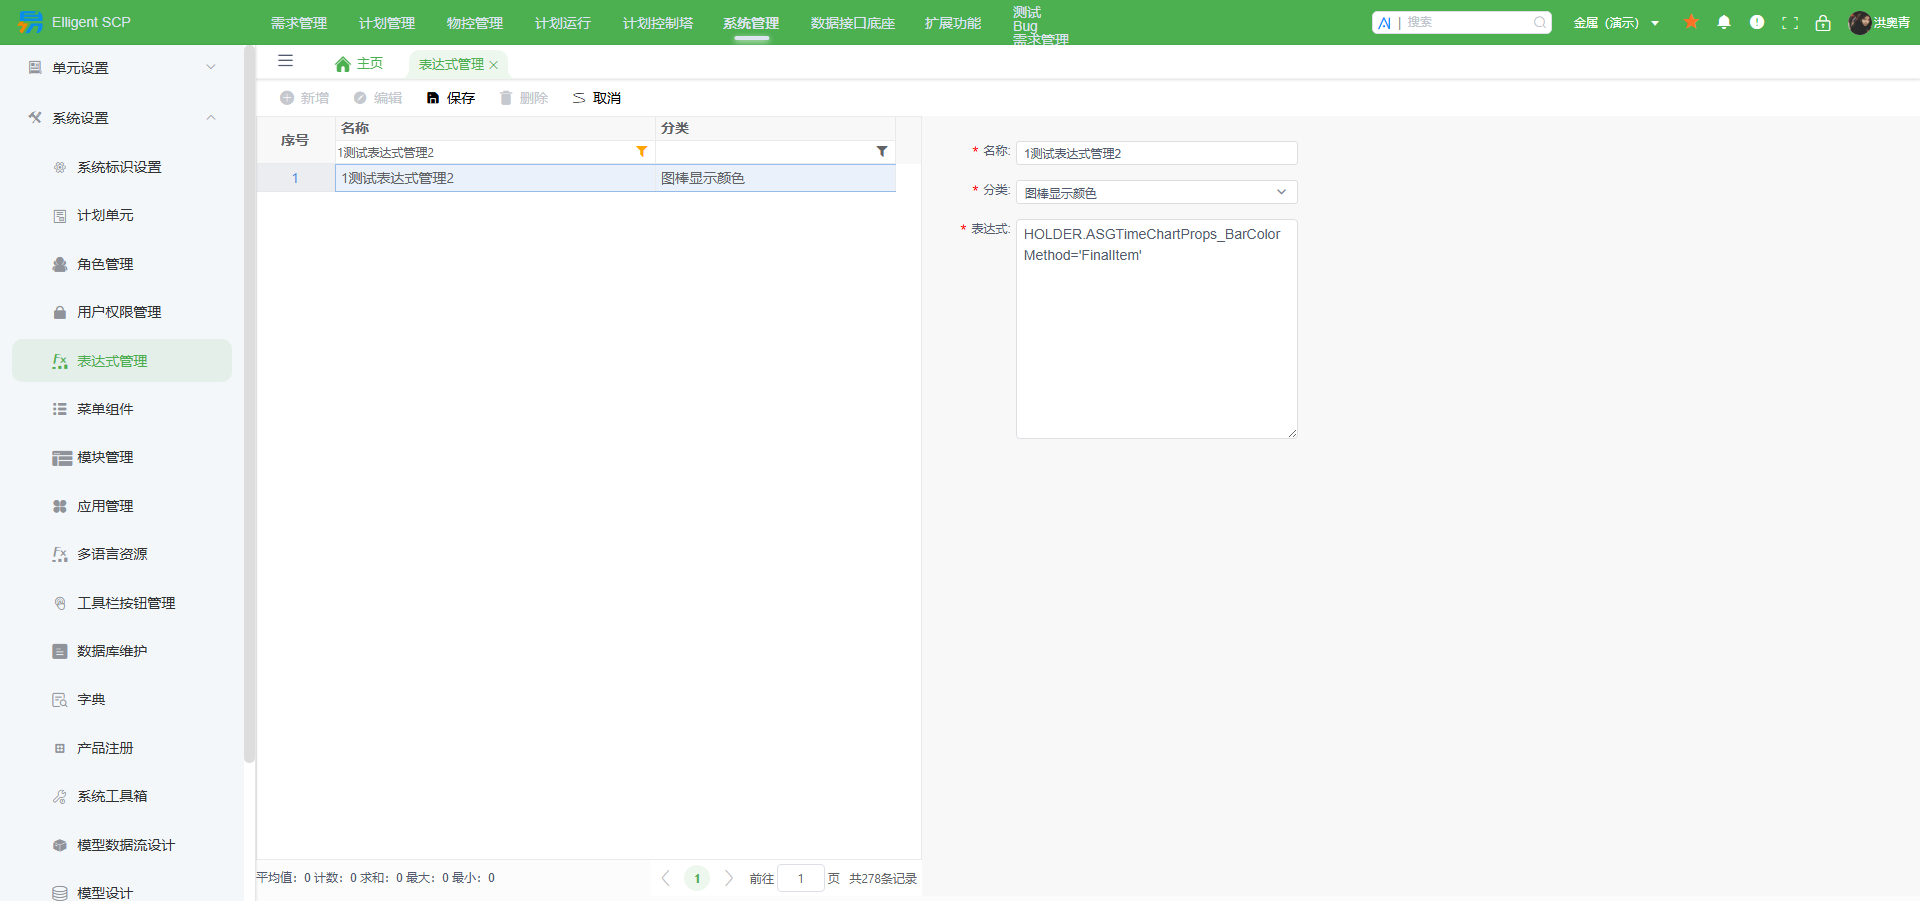 Elligent SCP
需求管理
计划管理
物控管理
计划运行
计划控制塔
系统管理
数据接口底座
扩展功能
测试
Bug
需求管理
搜索
金属（演示）
洪奥青
单元设置
系统设置
系统标识设置
计划单元
角色管理
用户权限管理
表达式管理
菜单组件
模块管理
应用管理
多语言资源
工具栏按钮管理
数据库维护
字典
产品注册
系统工具箱
模型数据流设计
模型设计
主页
表达式管理
新增
编辑
保存
删除
取消
序号
名称
分类
1测试表达式管理2
1
1测试表达式管理2
图棒显示颜色
* 名称:
1测试表达式管理2
* 分类:
图棒显示颜色
* 表达式:
HOLDER.ASGTimeChartProps_BarColor
Method='FinalItem'
平均值：0 计数：0 求和：0 最大：0 最小：0
1
前往
1
页
共278条记录